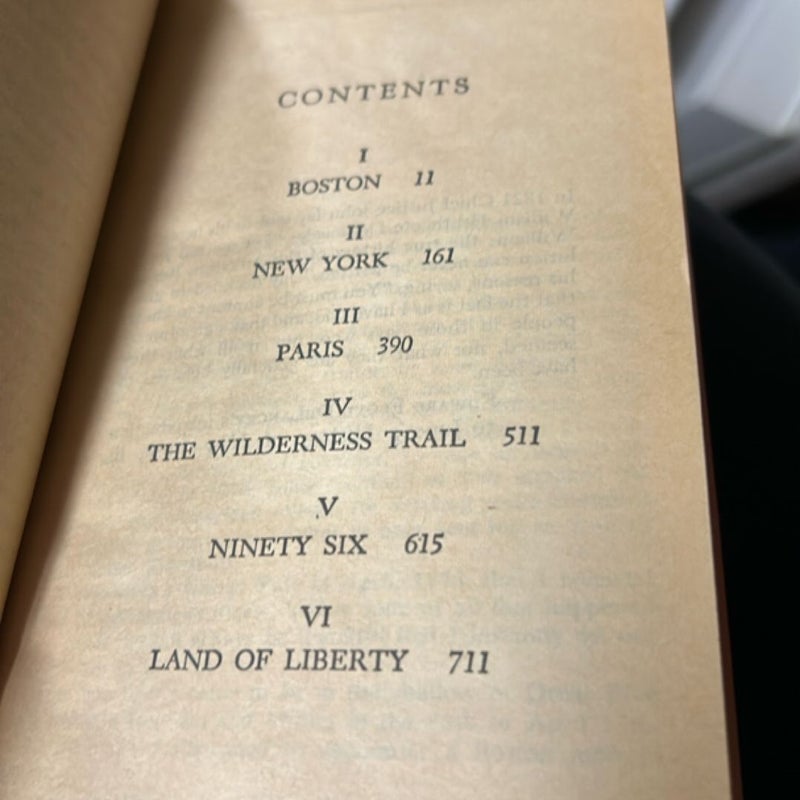 CONTENTS
I
BOSTON 11
II
NEW YORK 161
III
PARIS 390
IV
THE WILDERNESS TRAIL 511
V
NINETY SIX 615
VI
LAND OF LIBERTY 711